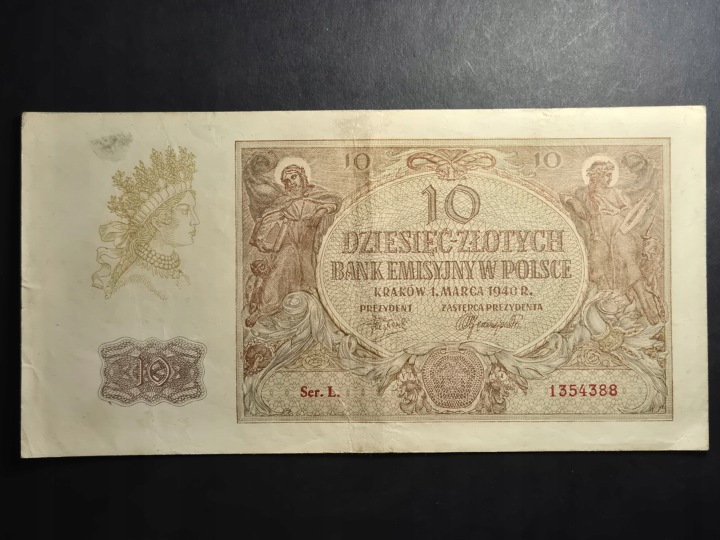 10 10
10
DZIESIĘĆ-ZŁOTYCH
BANK EMISYJNY W POLSCE
KRAKÓW 1. MARCA 1940 R.
PREZYDENT ZASTĘPCA PREZYDENTA
Ser. L. 1354388